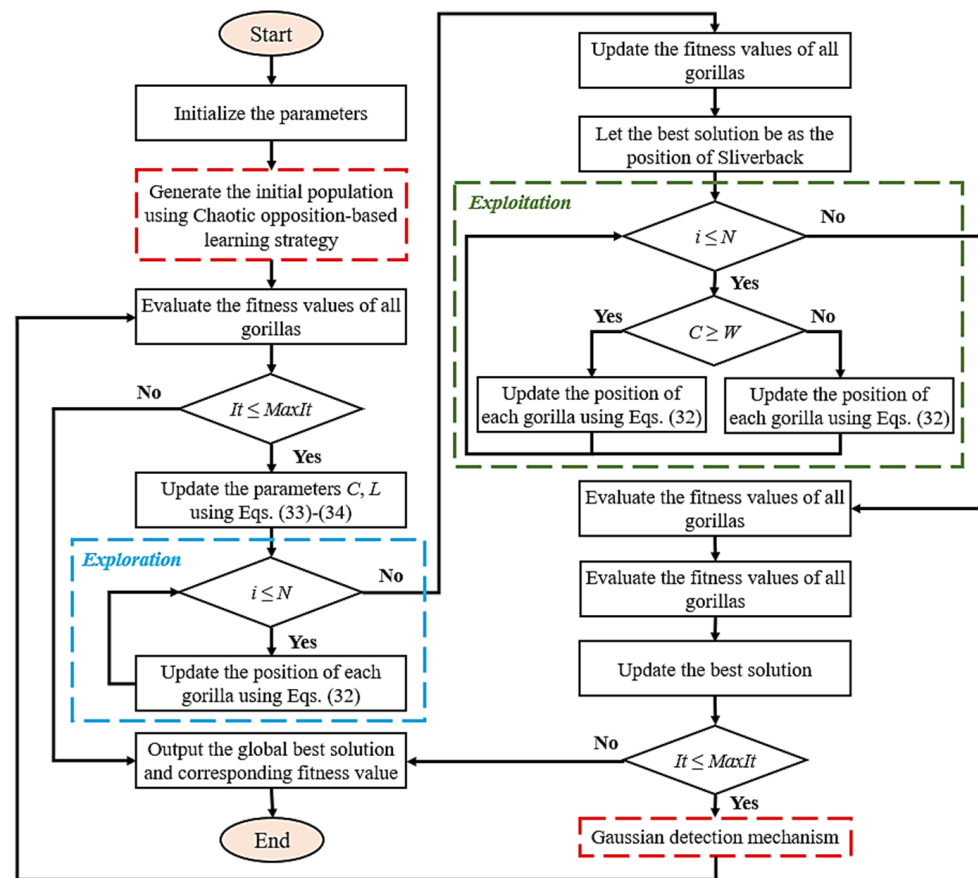 Start
Initialize the parameters
Generate the initial population
using Chaotic opposition-based
learning strategy
Evaluate the fitness values of all
gorillas
No
It ≤ MaxIt
Yes
Update the parameters C, L
using Eqs. (33)-(34)
Exploration
i ≤ N
No
Yes
Update the position of each
gorilla using Eqs. (32)
Output the global best solution
and corresponding fitness value
End
Update the fitness values of all
gorillas
Let the best solution be as the
position of Sliverback
Exploitation
i ≤ N
No
Yes
Yes
C ≥ W
No
Update the position of
each gorilla using Eqs. (32)
Update the position of
each gorilla using Eqs. (32)
Evaluate the fitness values of all
gorillas
Evaluate the fitness values of all
gorillas
Update the best solution
No
It ≤ MaxIt
Yes
Gaussian detection mechanism